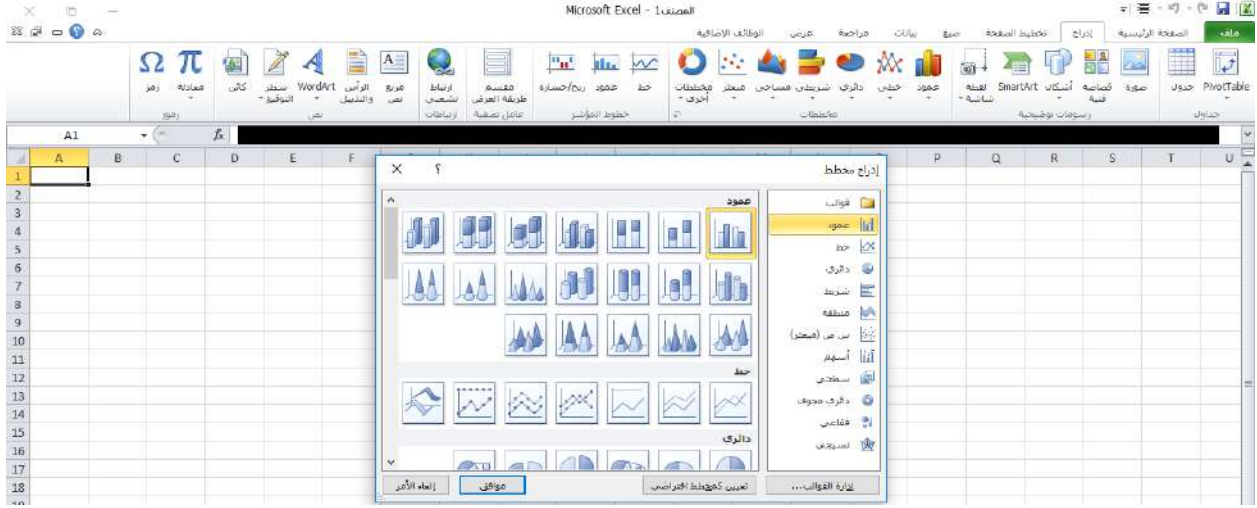 المصنف1 - Microsoft Excel
ملف الصفحة الرئيسية إدراج تخطيط الصفحة صيغ بيانات مراجعة عرض الوظائف الإضافية
PivotTable جدول صورة قصاصة فنية أشكال SmartArt لقطة شاشة عمود خطي دائري شريطي مساحي مبعثر مخططات أخرى خط عمود ربح/خسارة مقسم طريقة العرض ارتباط تشعبي مربع نص الرأس والتذييل WordArt سطر التوقيع كائن معادلة رمز
جداول رسومات توضيحية مخططات خطوط المؤشر عامل تصفية ارتباطات نص رموز
A1 fx
A B C D E F P Q R S T U
1
2
3
4
5
6
7
8
9
10
11
12
13
14
15
16
17
18
19
إدراج مخطط ؟
قوالب
عمود
خط
دائري
شريط
منطقة
س ص (مبعثر)
أسهم
سطحي
دائري مجوف
فقاعي
نسيجي
عمود
خط
دائري
إدارة القوالب... تعيين كمخطط افتراضي موافق إلغاء الأمر